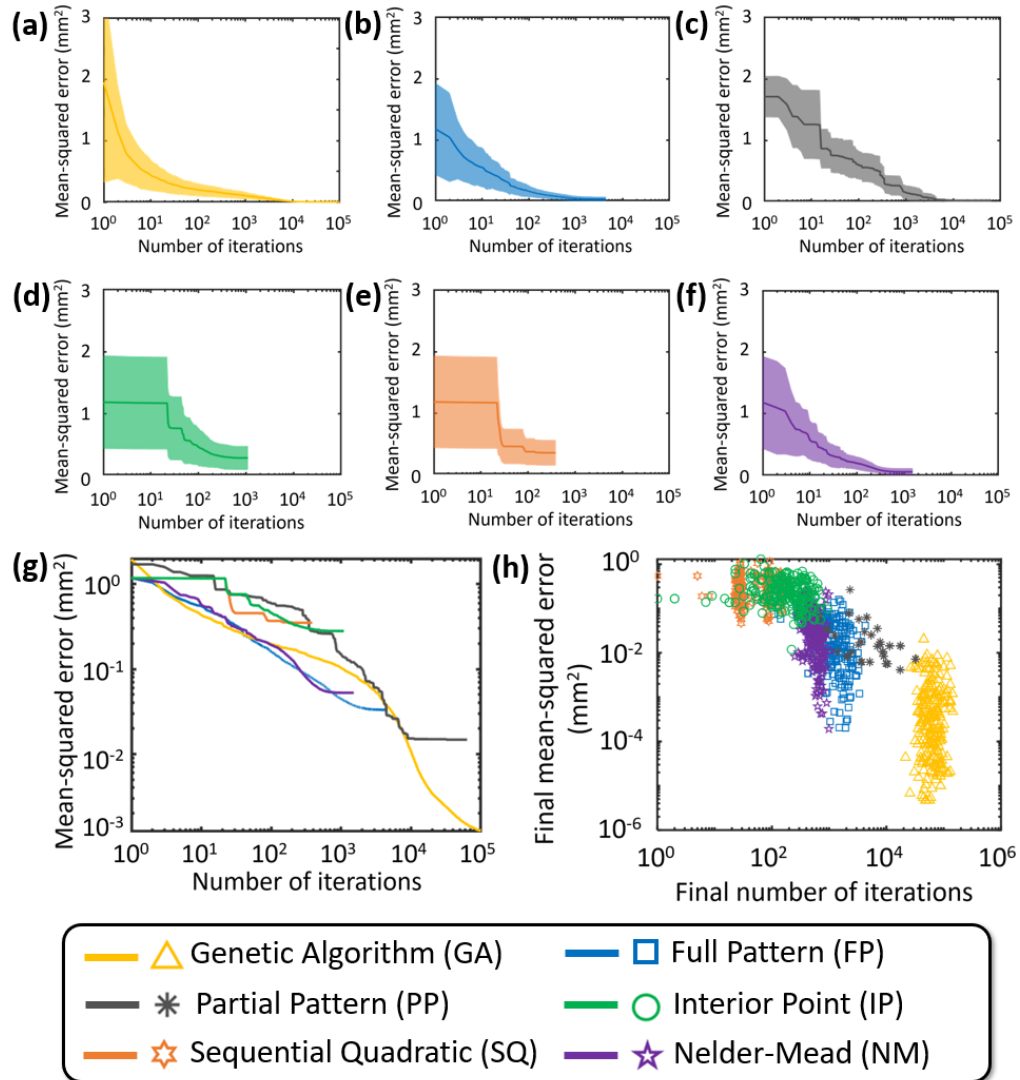 (a)
Mean-squared error (mm²)
3
2
1
0
10⁰ 10¹ 10² 10³ 10⁴ 10⁵
Number of iterations
(b)
Mean-squared error (mm²)
3
2
1
0
10⁰ 10¹ 10² 10³ 10⁴ 10⁵
Number of iterations
(c)
Mean-squared error (mm²)
3
2
1
0
10⁰ 10¹ 10² 10³ 10⁴ 10⁵
Number of iterations
(d)
Mean-squared error (mm²)
3
2
1
0
10⁰ 10¹ 10² 10³ 10⁴ 10⁵
Number of iterations
(e)
Mean-squared error (mm²)
3
2
1
0
10⁰ 10¹ 10² 10³ 10⁴ 10⁵
Number of iterations
(f)
Mean-squared error (mm²)
3
2
1
0
10⁰ 10¹ 10² 10³ 10⁴ 10⁵
Number of iterations
(g)
Mean-squared error (mm²)
10⁰
10⁻¹
10⁻²
10⁻³
10⁰ 10¹ 10² 10³ 10⁴ 10⁵
Number of iterations
(h)
Final mean-squared error
(mm²)
10⁰
10⁻²
10⁻⁴
10⁻⁶
10⁰ 10² 10⁴ 10⁶
Final number of iterations
Genetic Algorithm (GA)
Full Pattern (FP)
Partial Pattern (PP)
Interior Point (IP)
Sequential Quadratic (SQ)
Nelder-Mead (NM)